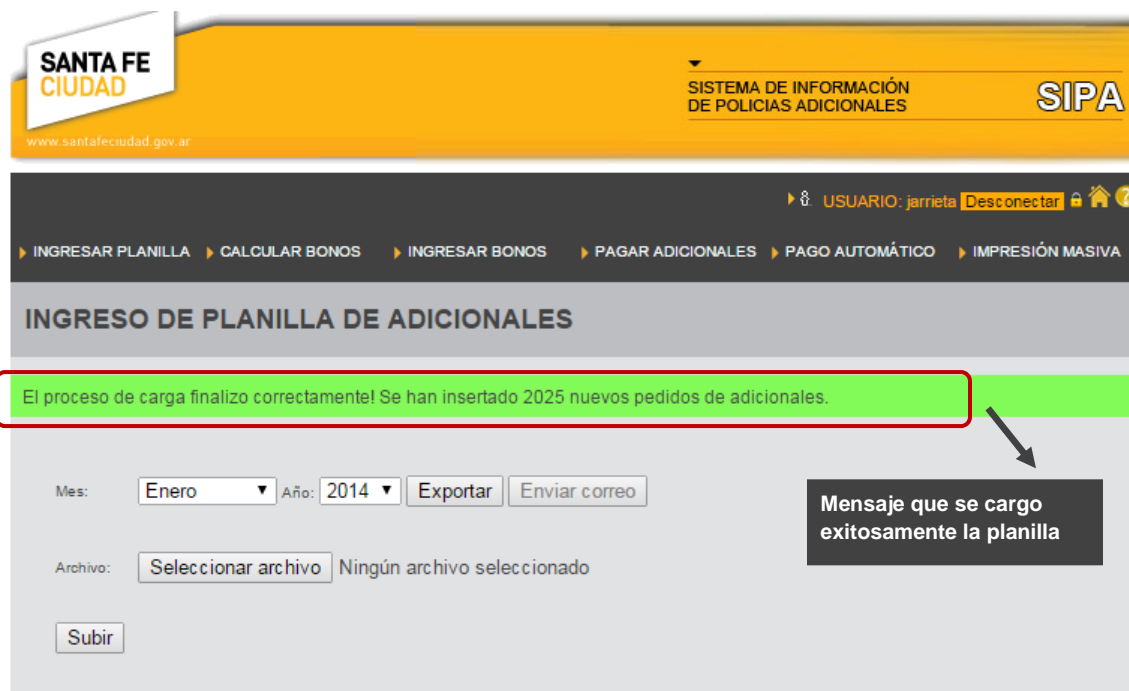 SANTA FE
CIUDAD
www.santafeciudad.gov.ar
SISTEMA DE INFORMACIÓN
DE POLICIAS ADICIONALES
SIPA
USUARIO: jarrieta Desconectar
INGRESAR PLANILLA CALCULAR BONOS INGRESAR BONOS PAGAR ADICIONALES PAGO AUTOMÁTICO IMPRESIÓN MASIVA
INGRESO DE PLANILLA DE ADICIONALES
El proceso de carga finalizo correctamente! Se han insertado 2025 nuevos pedidos de adicionales.
Mes: Enero Año: 2014 Exportar Enviar correo
Mensaje que se cargo
exitosamente la planilla
Archivo: Seleccionar archivo Ningún archivo seleccionado
Subir